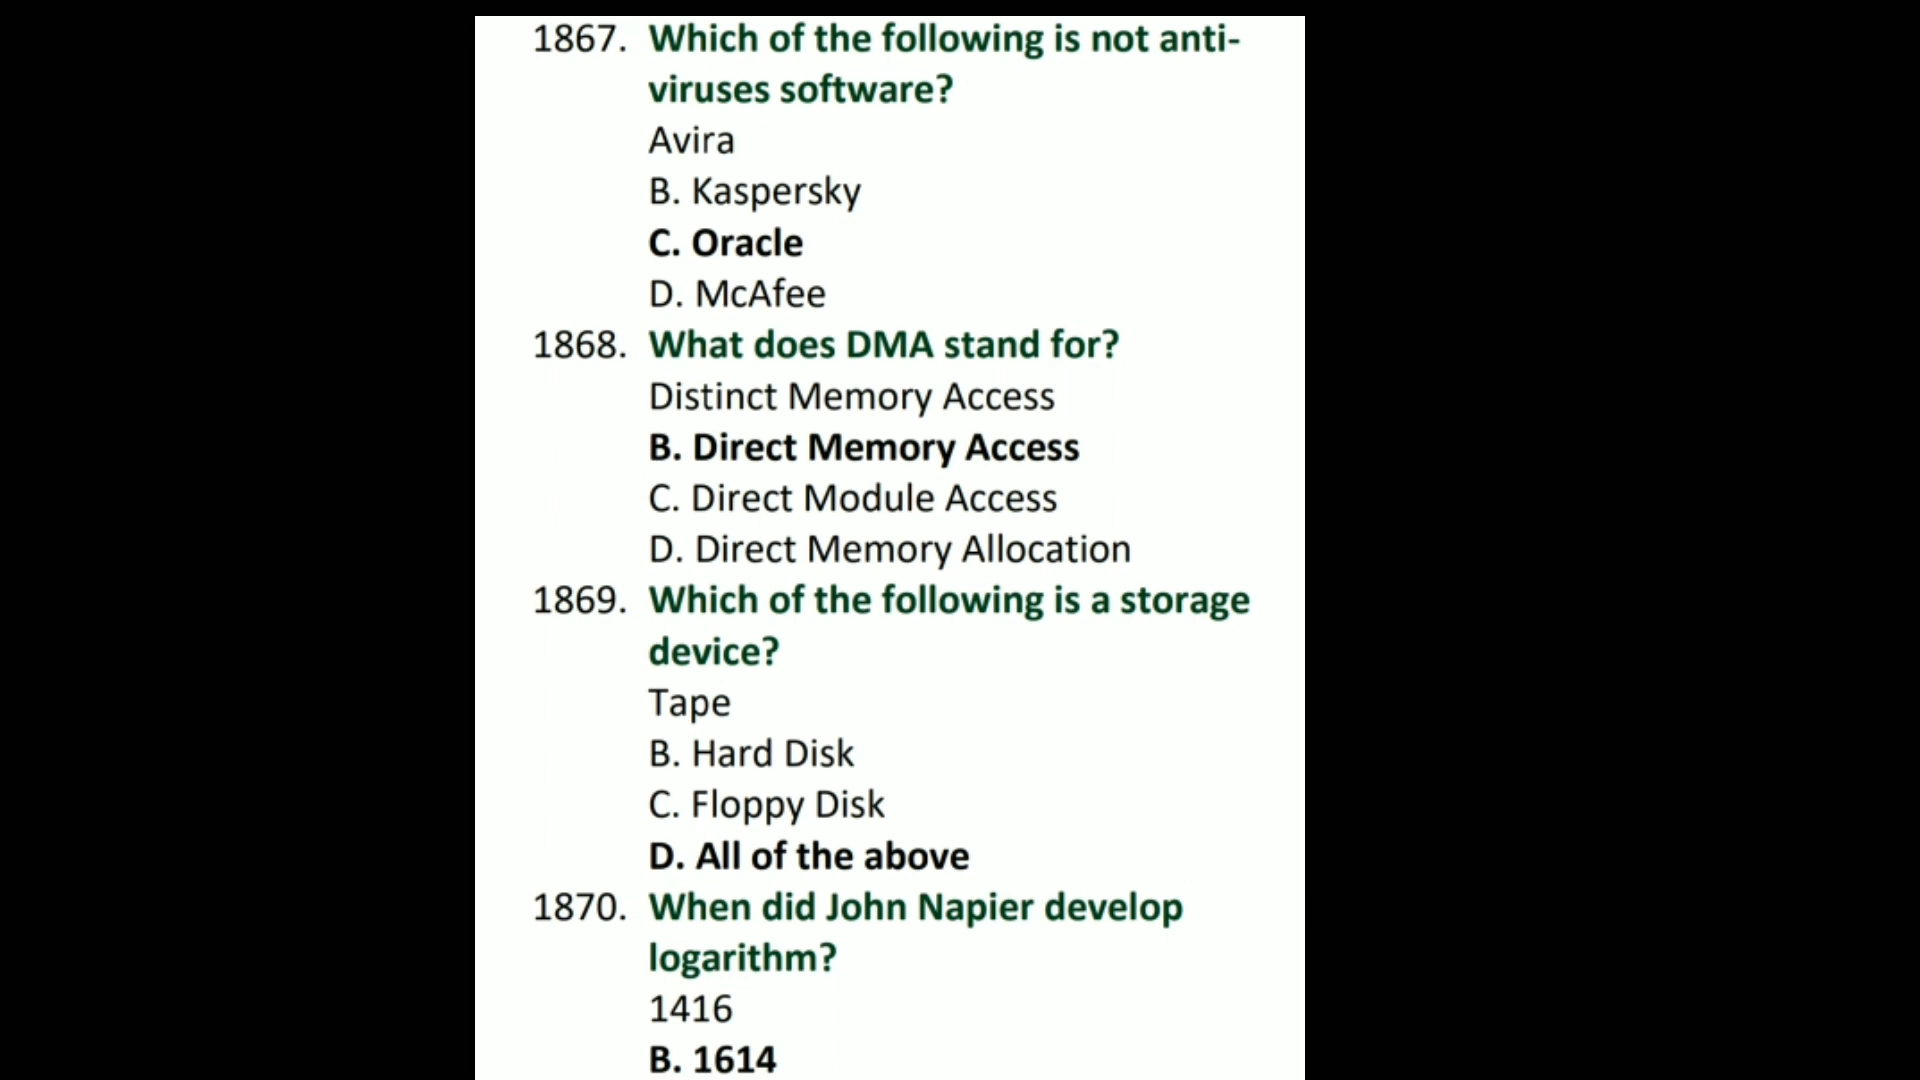 1867. Which of the following is not anti-
viruses software?
Avira
B. Kaspersky
C. Oracle
D. McAfee
1868. What does DMA stand for?
Distinct Memory Access
B. Direct Memory Access
C. Direct Module Access
D. Direct Memory Allocation
1869. Which of the following is a storage
device?
Tape
B. Hard Disk
C. Floppy Disk
D. All of the above
1870. When did John Napier develop
logarithm?
1416
B. 1614